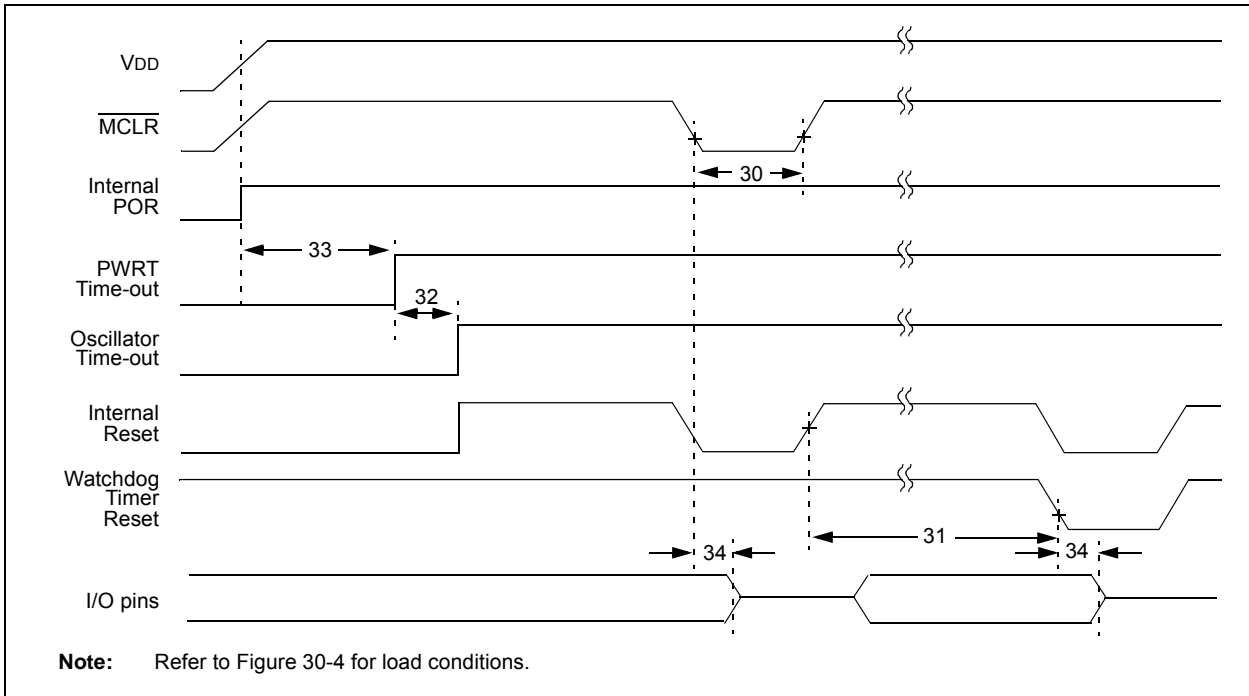 VDD
MCLR
30
Internal
POR
33
PWRT
Time-out
32
Oscillator
Time-out
Internal
Reset
Watchdog
Timer
Reset
31
34
34
I/O pins
Note: Refer to Figure 30-4 for load conditions.